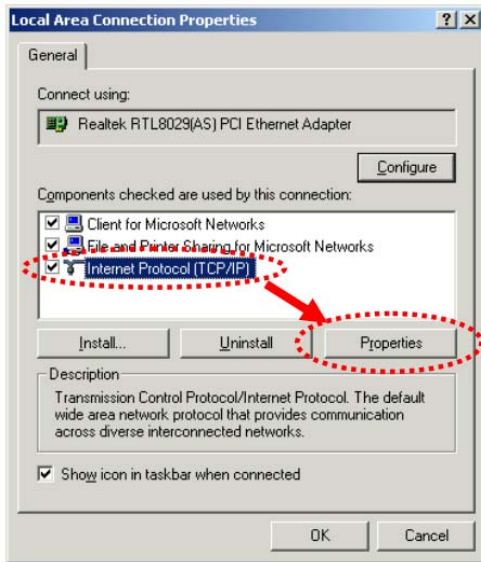 Local Area Connection Properties
General
Connect using:
Realtek RTL8029(AS) PCI Ethernet Adapter
Configure
Components checked are used by this connection:
Client for Microsoft Networks
File and Printer Sharing for Microsoft Networks
Internet Protocol (TCP/IP)
Install... Uninstall Properties
Description
Transmission Control Protocol/Internet Protocol. The default
wide area network protocol that provides communication
across diverse interconnected networks.
Show icon in taskbar when connected
OK Cancel